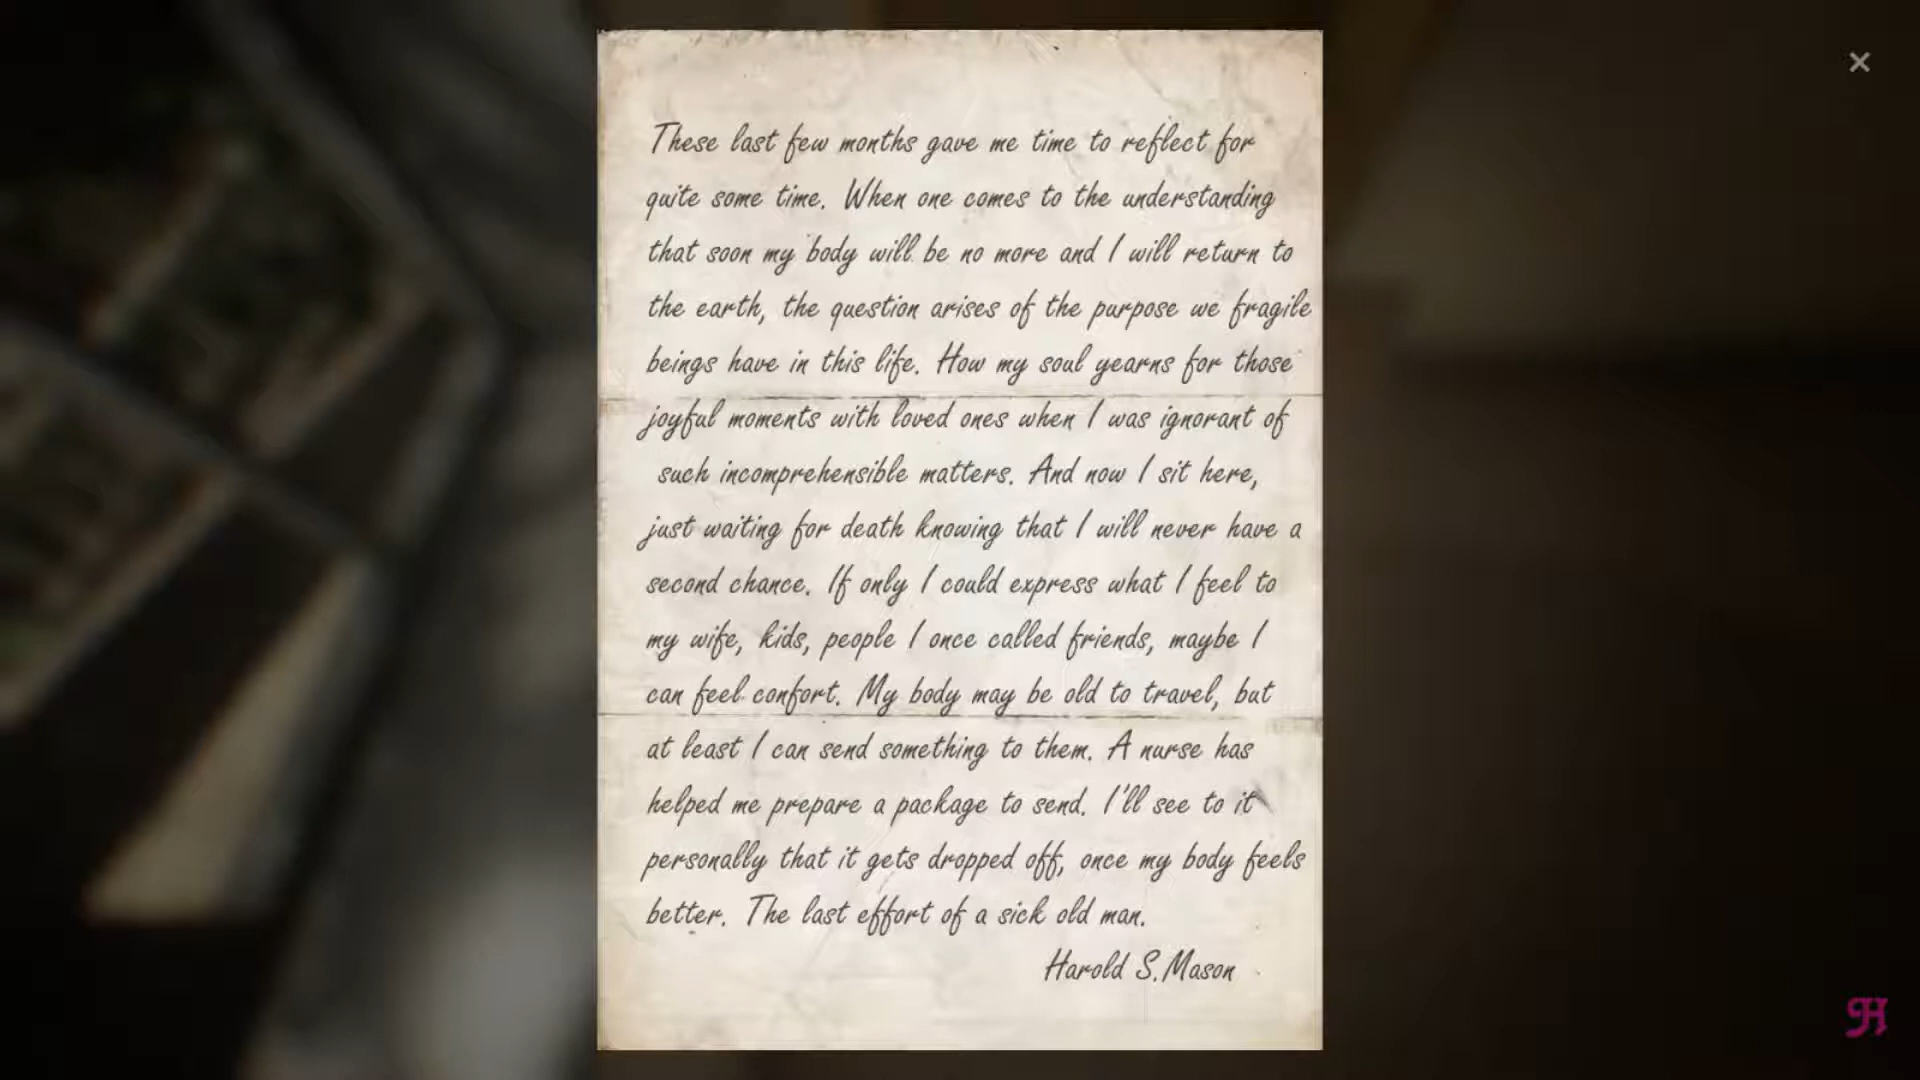 These last few months gave me time to reflect for
quite some time. When one comes to the understanding
that soon my body will be no more and I will return to
the earth, the question arises of the purpose we fragile
beings have in this life. How my soul yearns for those
joyful moments with loved ones when I was ignorant of
such incomprehensible matters. And now I sit here,
just waiting for death knowing that I will never have a
second chance. If only I could express what I feel to
my wife, kids, people I once called friends, maybe I
can feel confort. My body may be old to travel, but
at least I can send something to them. A nurse has
helped me prepare a package to send. I'll see to it
personally that it gets dropped off, once my body feels
better. The last effort of a sick old man.
Harold S.Mason